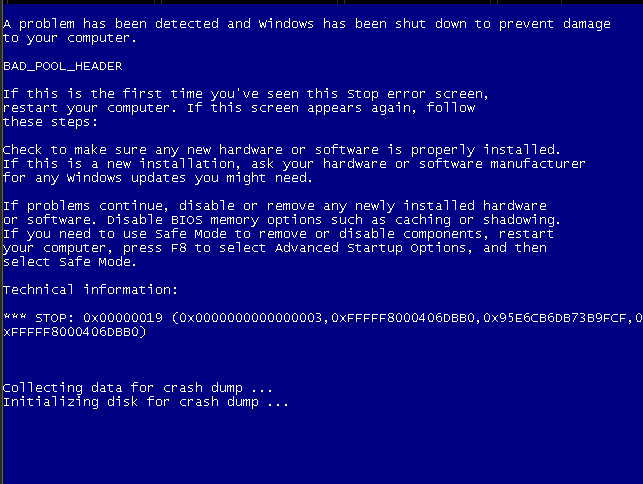 A problem has been detected and Windows has been shut down to prevent damage
to your computer.
BAD_POOL_HEADER
If this is the first time you've seen this Stop error screen,
restart your computer. If this screen appears again, follow
these steps:
Check to make sure any new hardware or software is properly installed.
If this is a new installation, ask your hardware or software manufacturer
for any Windows updates you might need.
If problems continue, disable or remove any newly installed hardware
or software. Disable BIOS memory options such as caching or shadowing.
If you need to use Safe Mode to remove or disable components, restart
your computer, press F8 to select Advanced Startup Options, and then
select Safe Mode.
Technical information:
*** STOP: 0x00000019 (0x0000000000000003,0xFFFFF8000406DBB0,0x95E6CB6DB73B9FCF,0
xFFFFF8000406DBB0)
Collecting data for crash dump ...
Initializing disk for crash dump ...